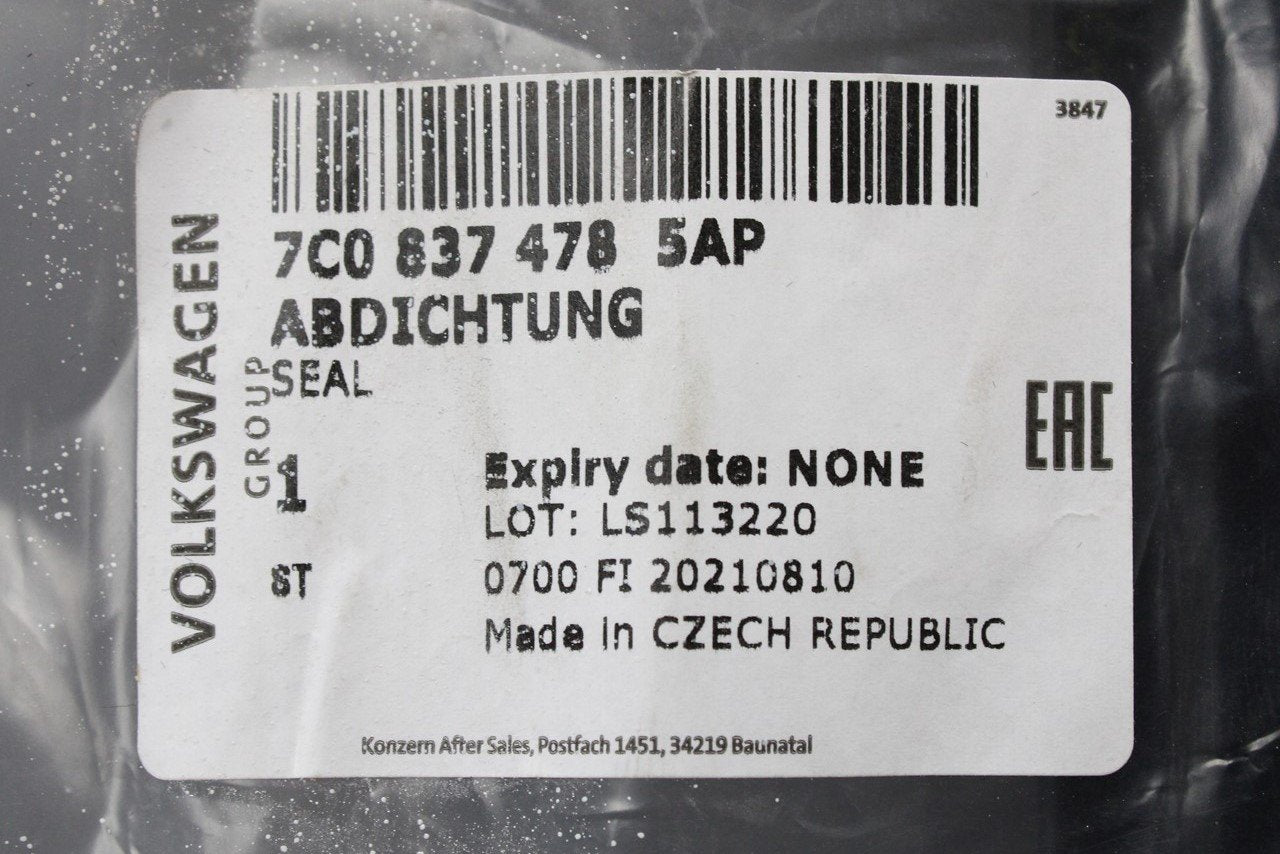 3847
7C0 837 478 5AP
ABDICHTUNG
SEAL
VOLKSWAGEN
GROUP
EAC
1
Expiry date: NONE
LOT: LS113220
ST
0700 FI 20210810
Made in CZECH REPUBLIC
Konzern After Sales, Postfach 1451, 34219 Baunatal